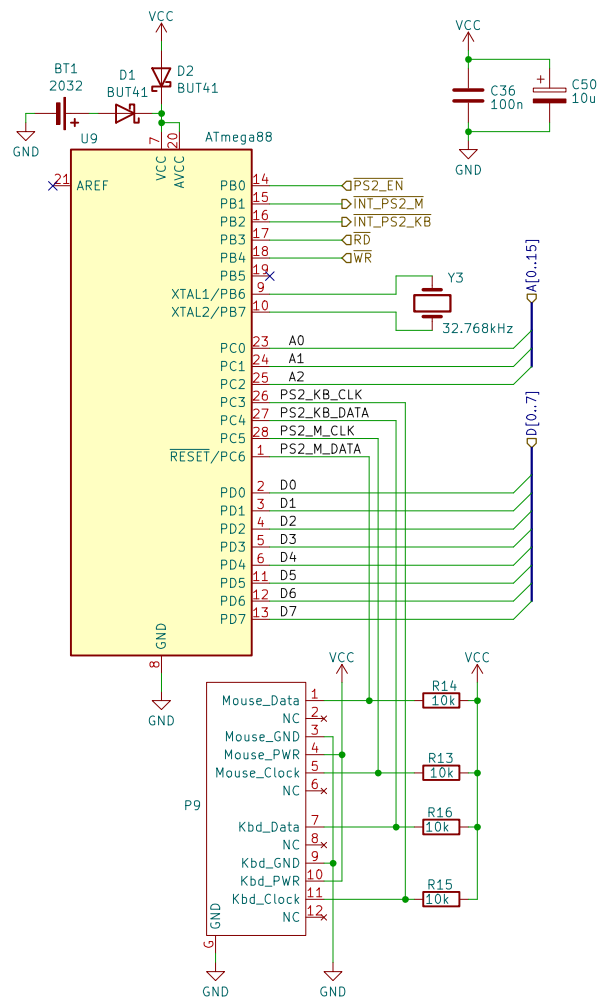 VCC
BT1
2032
D1
BUT41
D2
BUT41
+
GND
VCC
C36
100n
+
C50
10u
GND
U9
ATmega88
7
20
VCC
AVCC
21
AREF
PB0
14
PS2_EN
PB1
15
INT_PS2_M
PB2
16
INT_PS2_KB
PB3
17
RD
PB4
18
WR
PB5
19
XTAL1/PB6
9
XTAL2/PB7
10
Y3
32.768kHz
A[0..15]
PC0
23
A0
PC1
24
A1
PC2
25
A2
PC3
26
PS2_KB_CLK
PC4
27
PS2_KB_DATA
PC5
28
PS2_M_CLK
RESET/PC6
1
PS2_M_DATA
D[0..7]
PD0
2
D0
PD1
3
D1
PD2
4
D2
PD3
5
D3
PD4
6
D4
PD5
11
D5
PD6
12
D6
PD7
13
D7
GND
8
GND
VCC
VCC
P9
Mouse_Data
1
R14
10k
NC
2
Mouse_GND
3
Mouse_PWR
4
Mouse_Clock
5
R13
10k
NC
6
Kbd_Data
7
R16
10k
NC
8
Kbd_GND
9
Kbd_PWR
10
Kbd_Clock
11
R15
10k
NC
12
GND
G
GND
GND